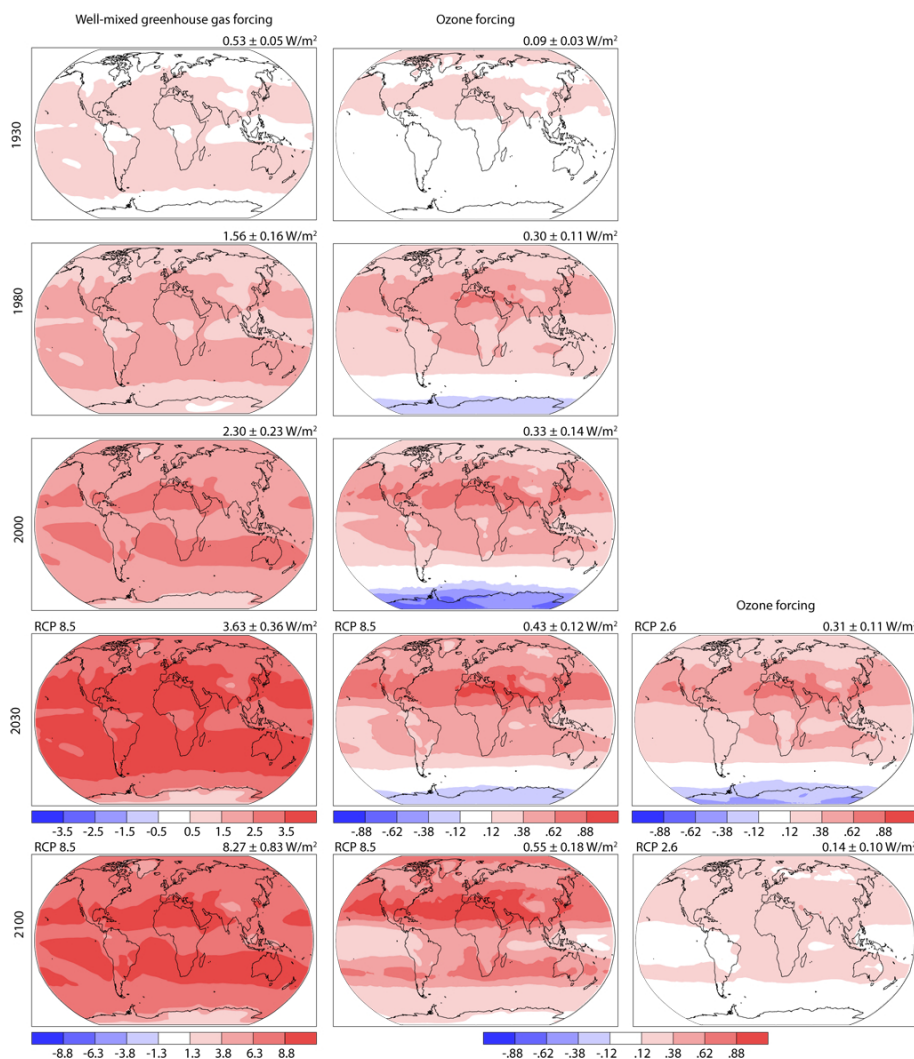 Well-mixed greenhouse gas forcing
Ozone forcing
0.53 ± 0.05 W/m²
0.09 ± 0.03 W/m²
1930
1.56 ± 0.16 W/m²
0.30 ± 0.11 W/m²
1980
2.30 ± 0.23 W/m²
0.33 ± 0.14 W/m²
2000
Ozone forcing
RCP 8.5 3.63 ± 0.36 W/m²
RCP 8.5 0.43 ± 0.12 W/m²
RCP 2.6 0.31 ± 0.11 W/m²
2030
-3.5 -2.5 -1.5 -0.5 0.5 1.5 2.5 3.5
-.88 -.62 -.38 -.12 .12 .38 .62 .88
-.88 -.62 -.38 -.12 .12 .38 .62 .88
RCP 8.5 8.27 ± 0.83 W/m²
RCP 8.5 0.55 ± 0.18 W/m²
RCP 2.6 0.14 ± 0.10 W/m²
2100
-8.8 -6.3 -3.8 -1.3 1.3 3.8 6.3 8.8
-.88 -.62 -.38 -.12 .12 .38 .62 .88